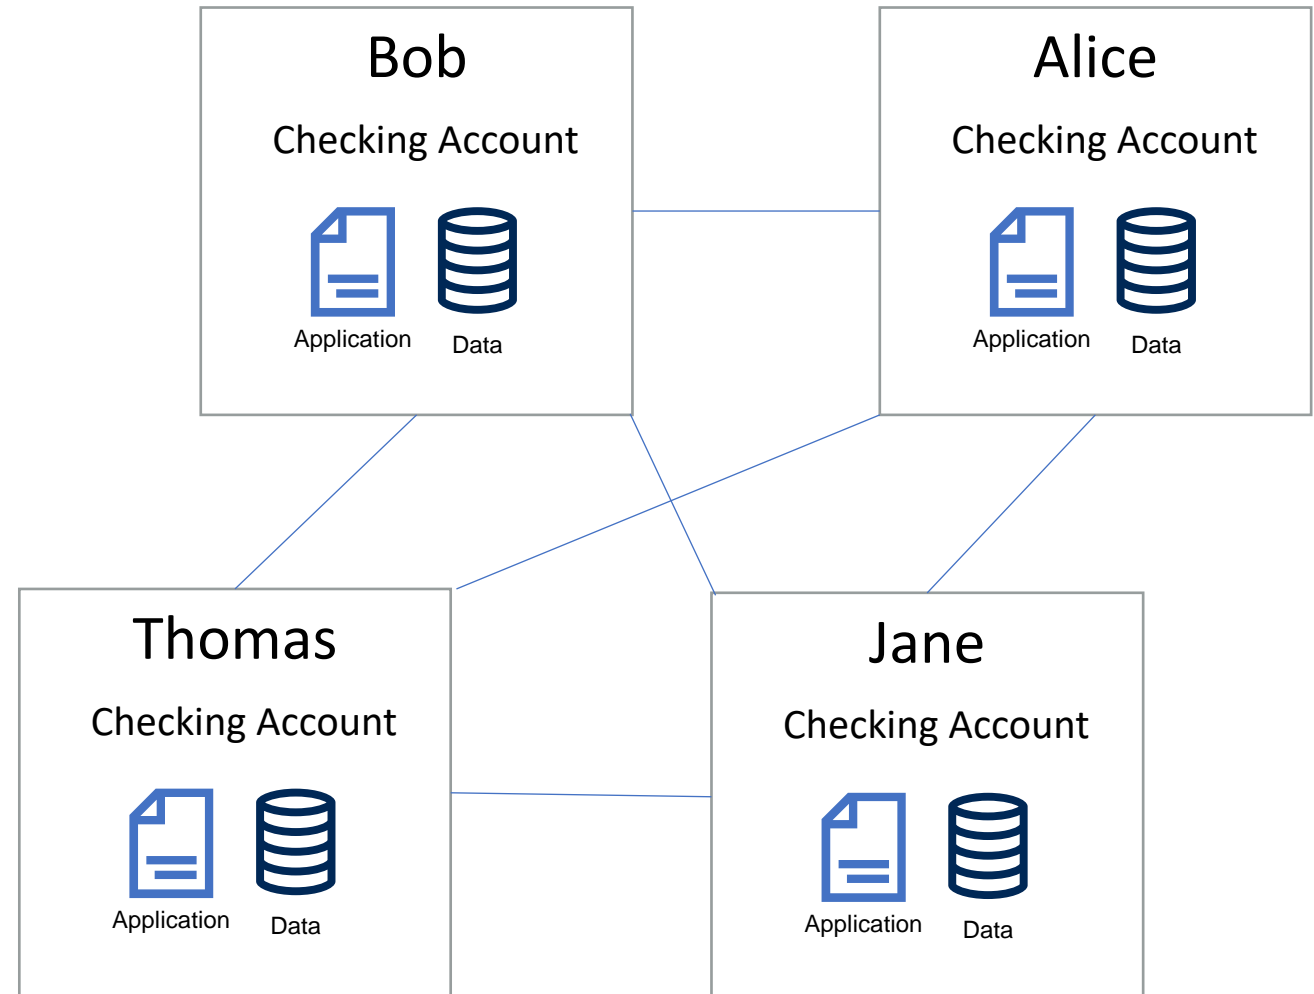 Bob
Checking Account
Application
Data
Alice
Checking Account
Application
Data
Thomas
Checking Account
Application
Data
Jane
Checking Account
Application
Data